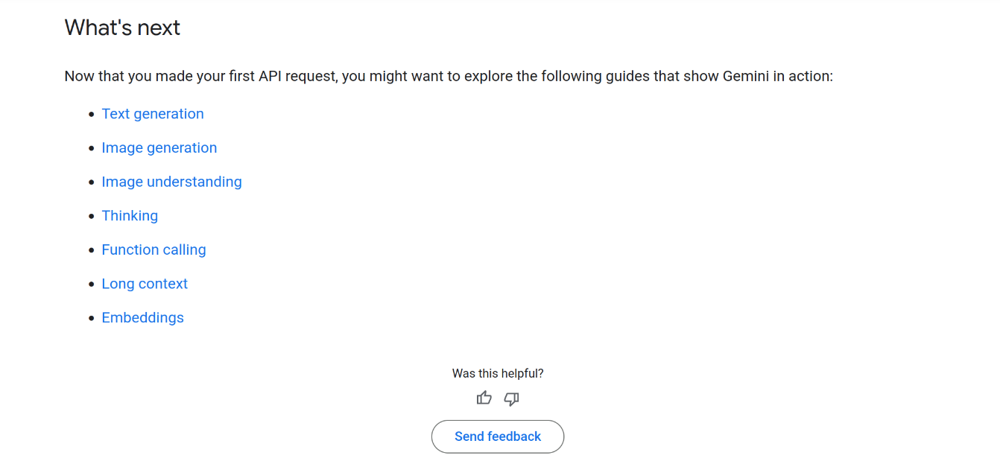 What's next
Now that you made your first API request, you might want to explore the following guides that show Gemini in action:
Text generation
Image generation
Image understanding
Thinking
Function calling
Long context
Embeddings
Was this helpful?
Send feedback